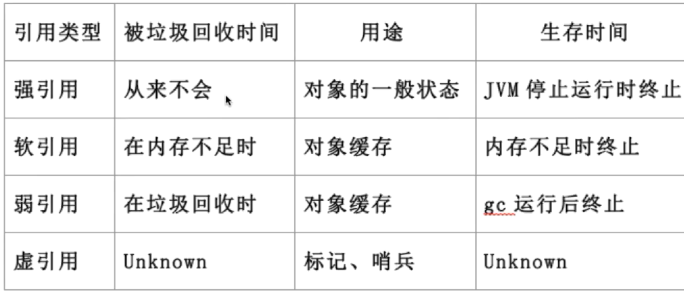 引用类型 被垃圾回收时间 用途 生存时间
强引用 从来不会 对象的一般状态 JVM 停止运行时终止
软引用 在内存不足时 对象缓存 内存不足时终止
弱引用 在垃圾回收时 对象缓存 gc 运行后终止
虚引用 Unknown 标记、哨兵 Unknown